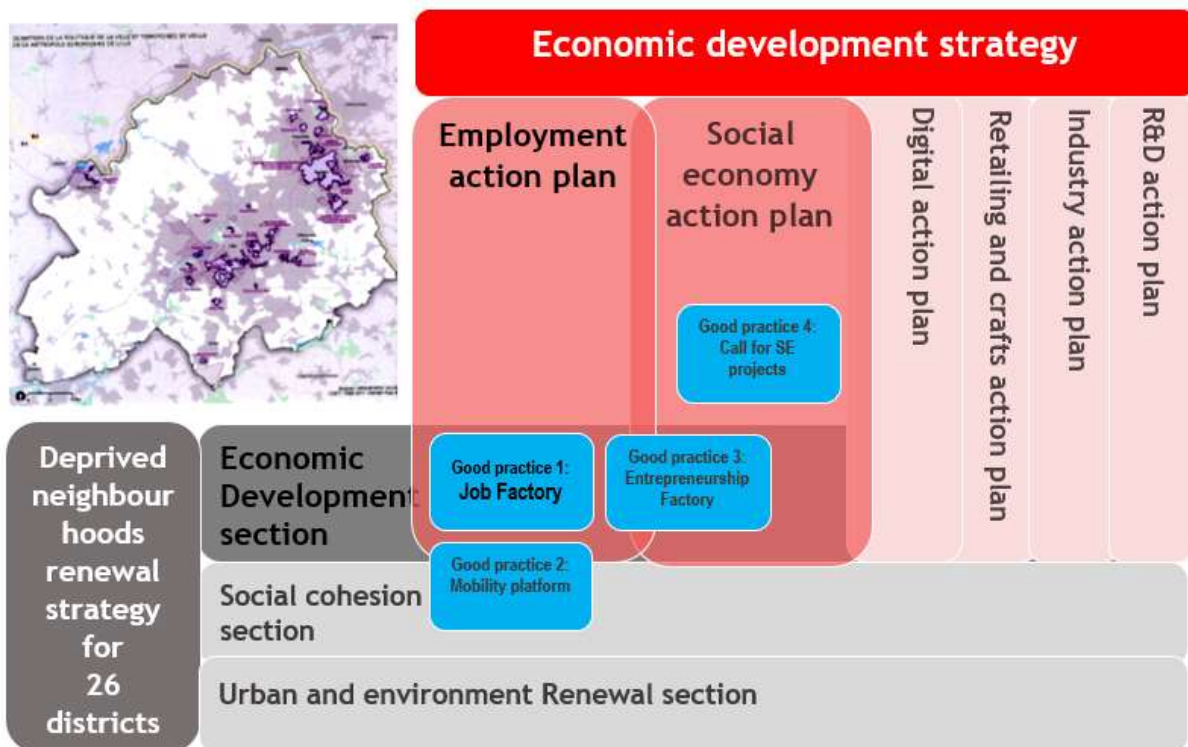 Economic development strategy
Employment
action plan
Social
economy
action plan
Digital action plan
Retailing and crafts action plan
Industry action plan
R&D action plan
Good practice 4:
Call for SE
projects
Deprived
neighbour
hoods
renewal
strategy
for
26
districts
Economic
Development
section
Good practice 1:
Job Factory
Good practice 3:
Entrepreneurship
Factory
Good practice 2:
Mobility platform
Social cohesion
section
Urban and environment Renewal section